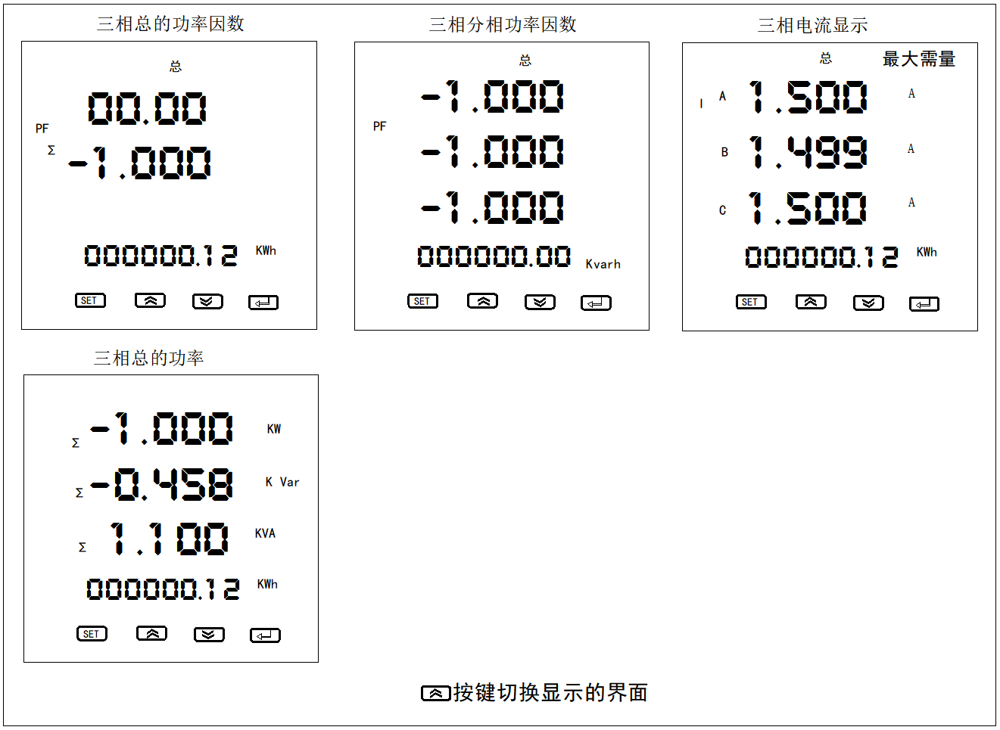 三相总的功率因数
总
00.00
PF
Σ -1.000
000000.12 KWh
SET
三相分相功率因数
总
-1.000
PF
-1.000
-1.000
000000.00 Kvarh
SET
三相电流显示
总 最大需量
I A 1.500 A
B 1.499 A
C 1.500 A
000000.12 KWh
SET
三相总的功率
Σ -1.000 KW
Σ -0.458 K Var
Σ 1.100 KVA
000000.12 KWh
SET
按键切换显示的界面